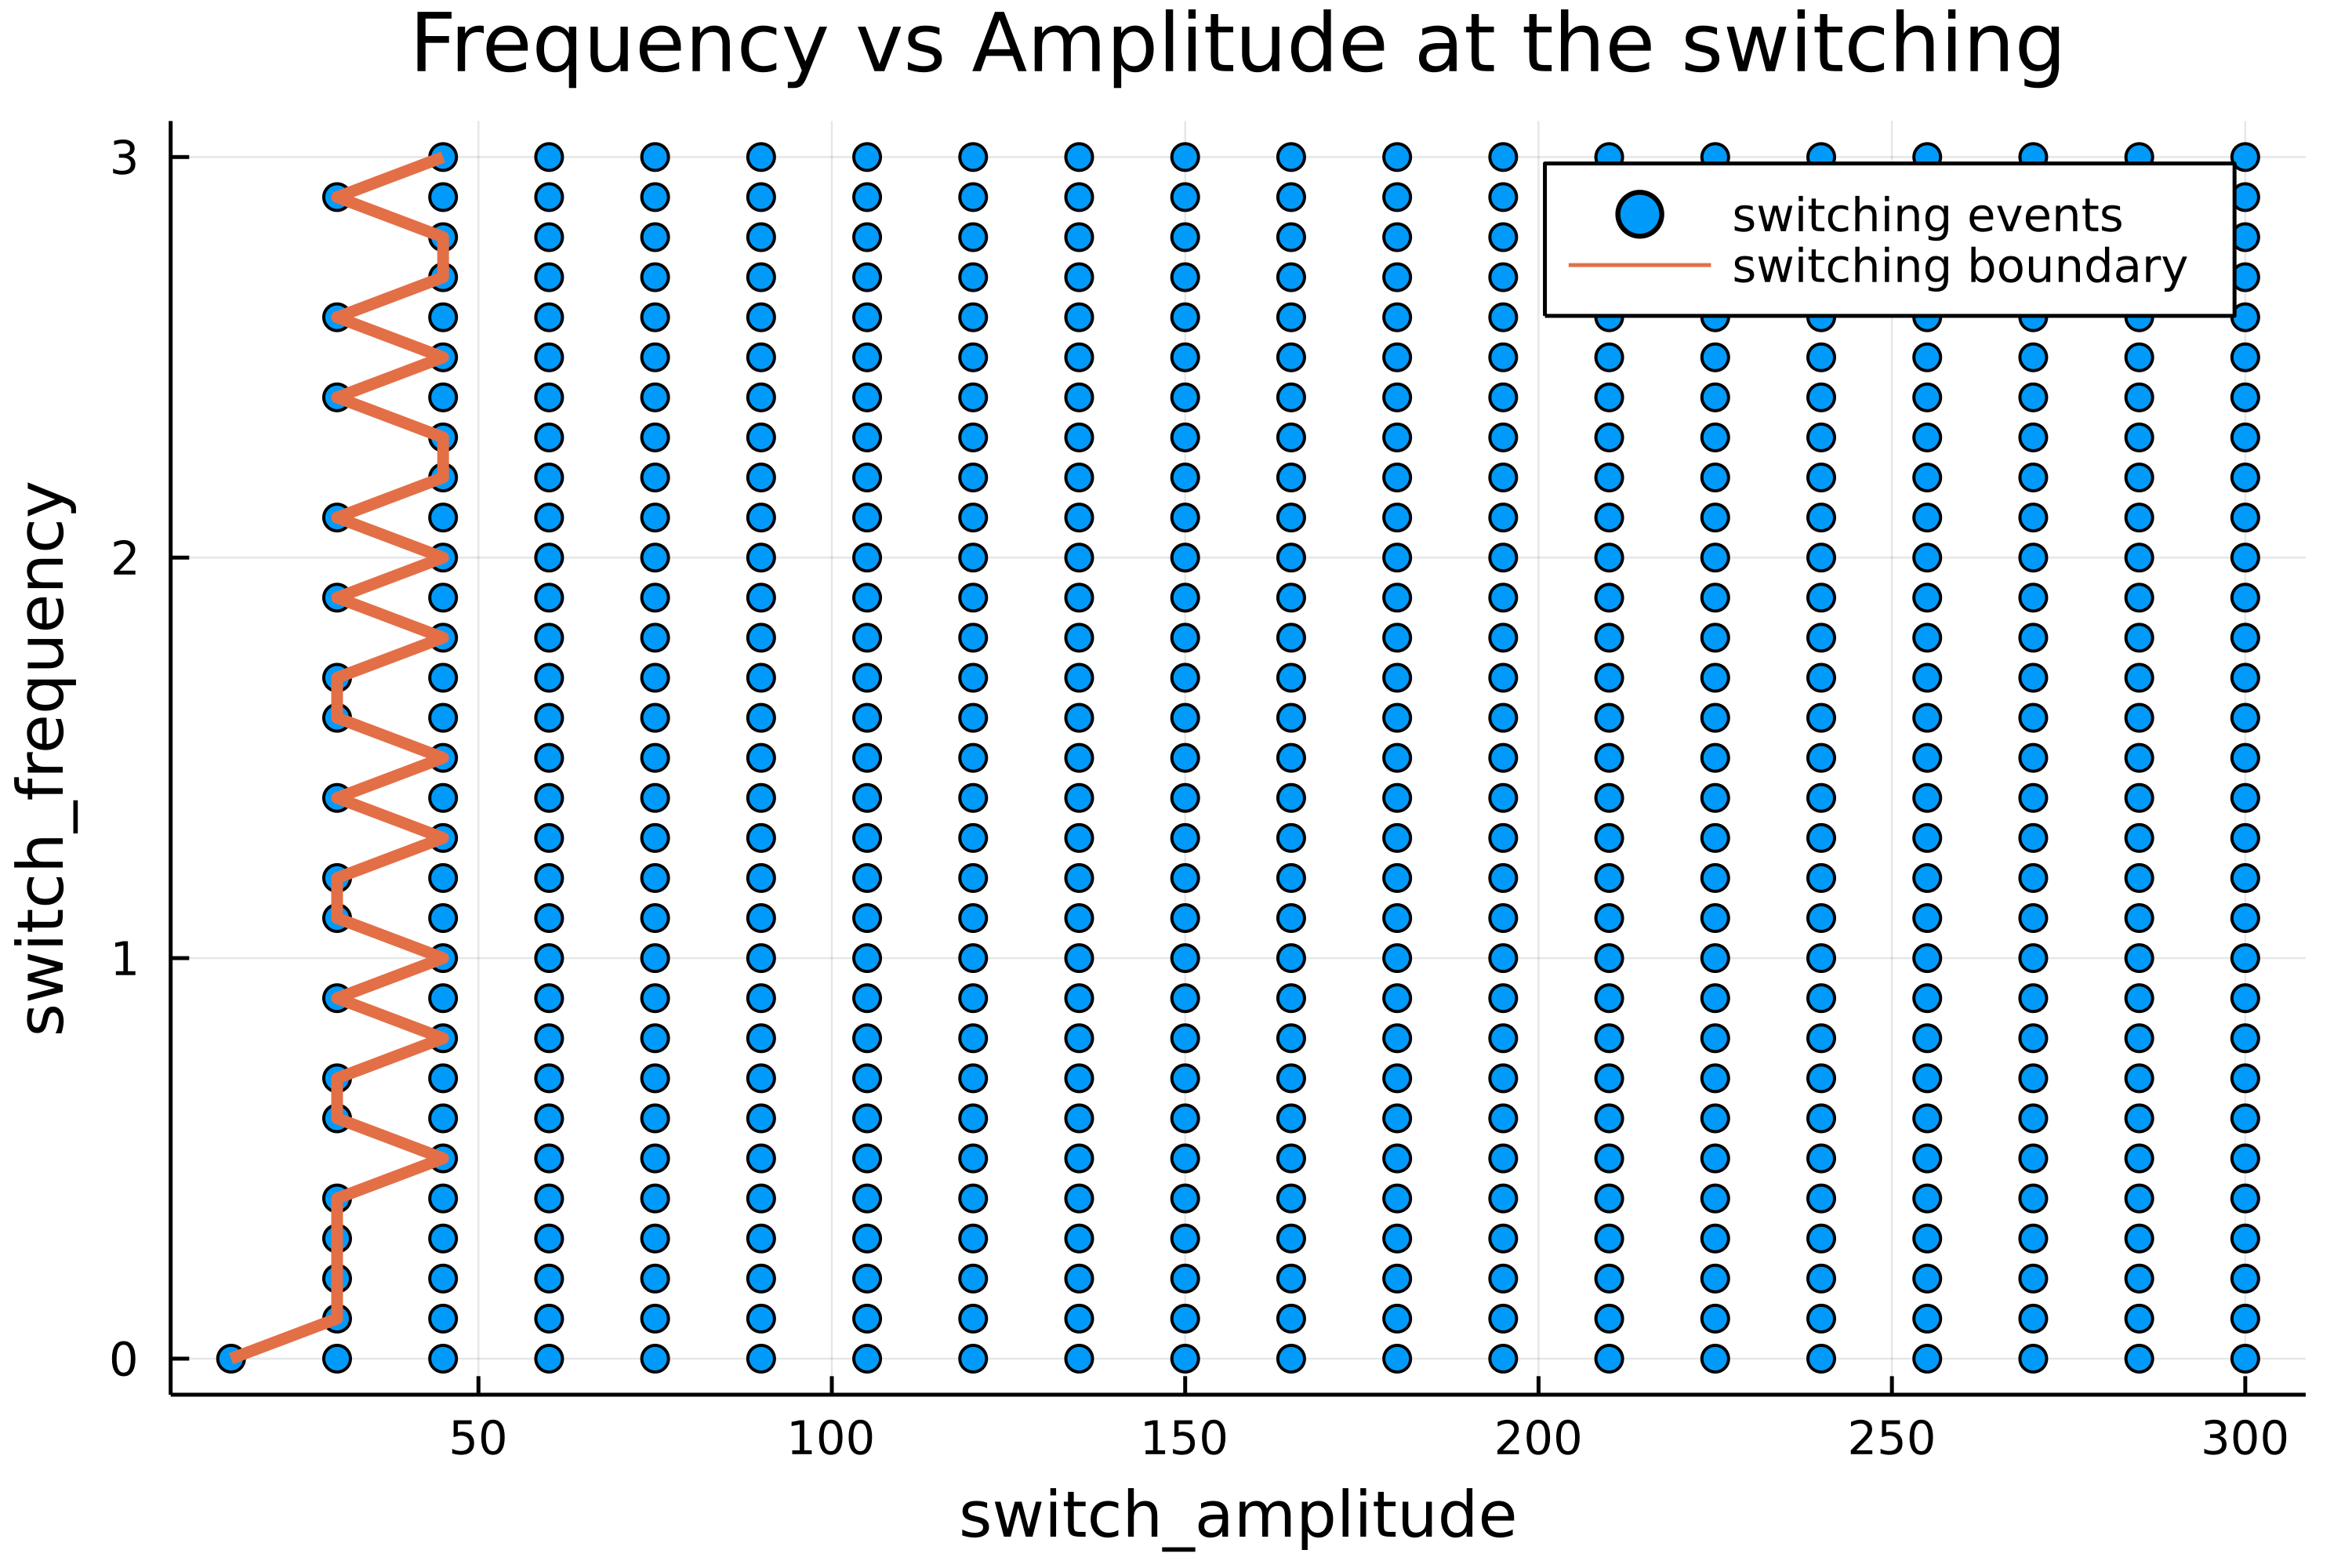 Frequency vs Amplitude at the switching
switching events
switching boundary
switch_frequency
3
2
1
0
50 100 150 200 250 300
switch_amplitude